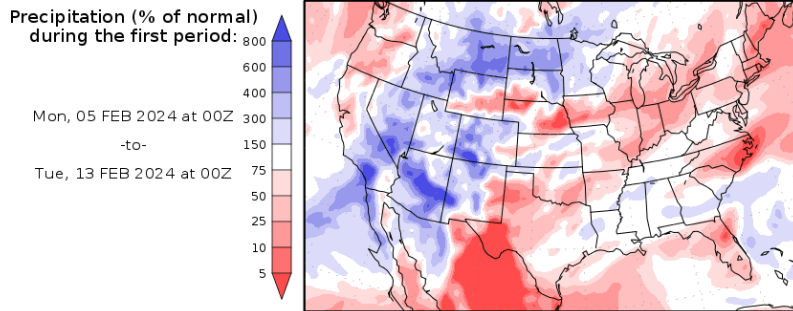 Precipitation (% of normal)
during the first period:
Mon, 05 FEB 2024 at 00Z
-to-
Tue, 13 FEB 2024 at 00Z
800
600
400
300
150
75
50
25
10
5